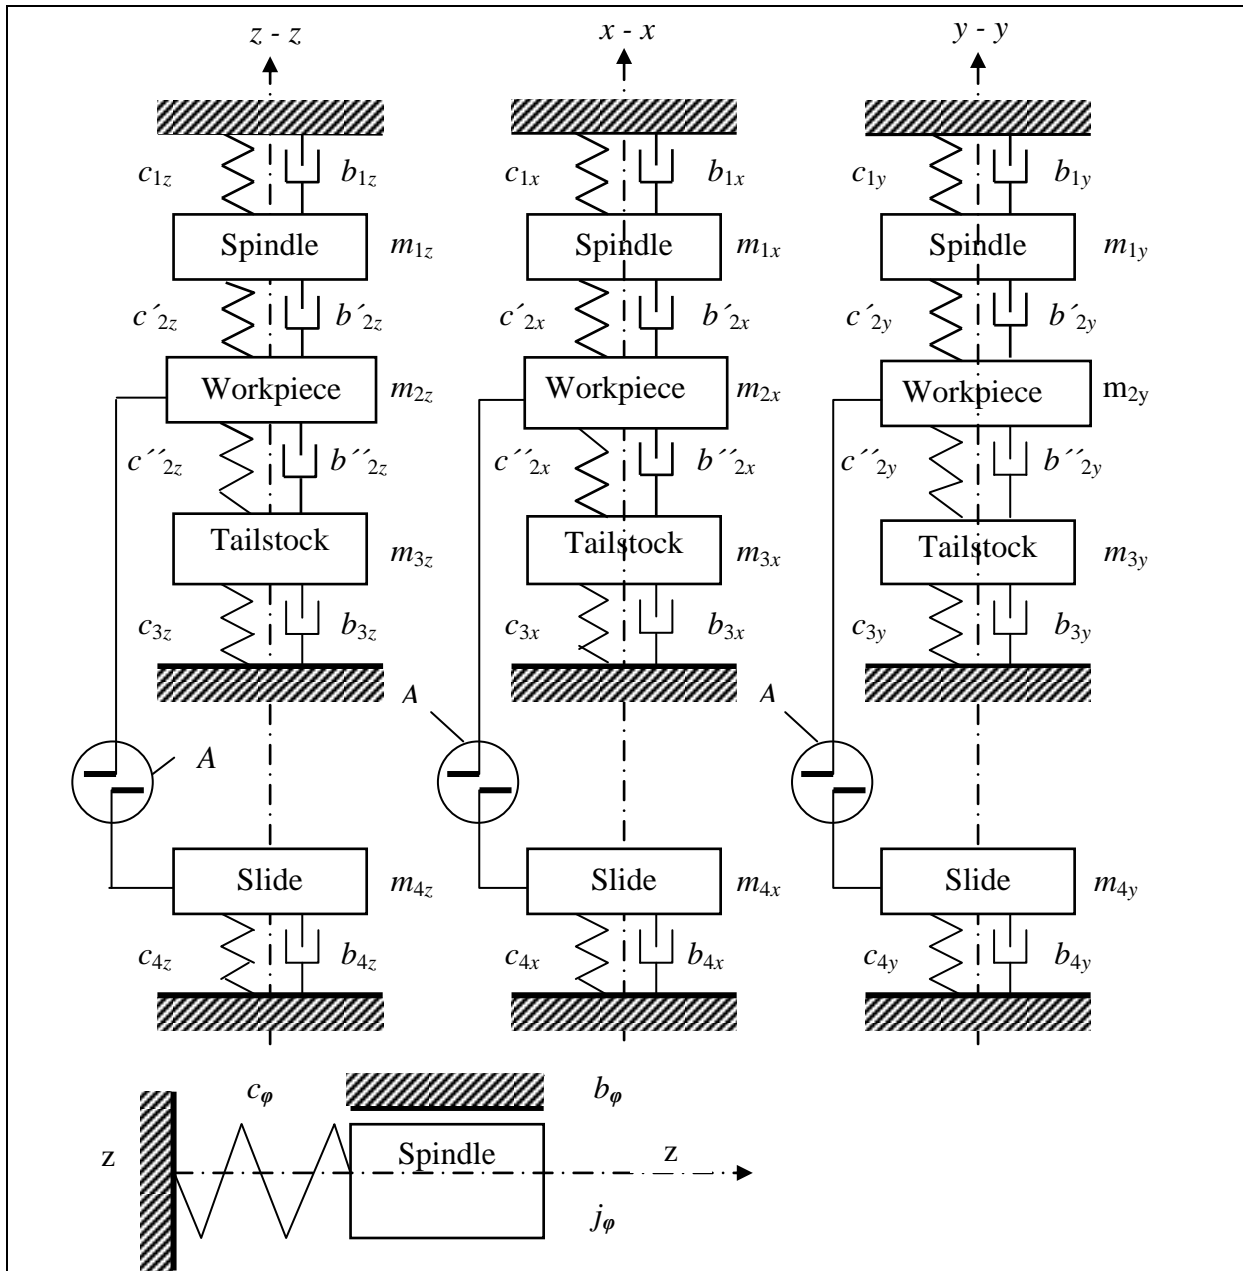 z - z x - x y - y
c1z b1z c1x b1x c1y b1y
Spindle m1z Spindle m1x Spindle m1y
c´2z b´2z c´2x b´2x c´2y b´2y
Workpiece m2z Workpiece m2x Workpiece m2y
c´´2z b´´2z c´´2x b´´2x c´´2y b´´2y
Tailstock m3z Tailstock m3x Tailstock m3y
c3z b3z c3x b3x c3y b3y
A A A
Slide m4z Slide m4x Slide m4y
c4z b4z c4x b4x c4y b4y
cφ bφ
z Spindle z
jφ